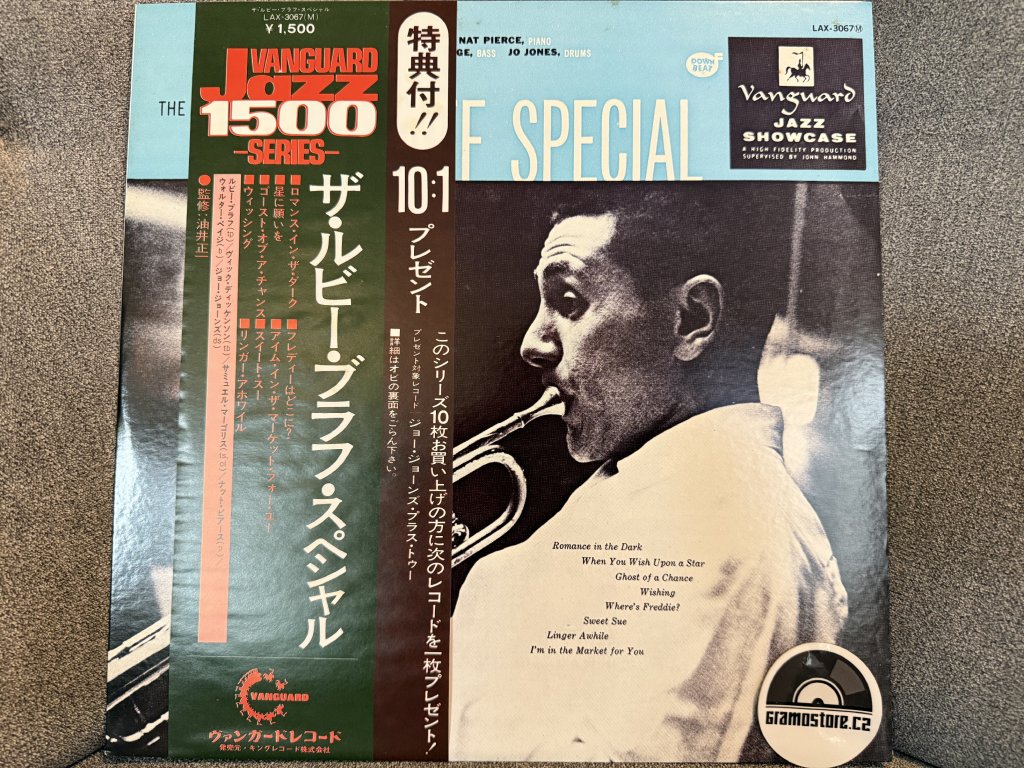 ザ・ルビー・ブラフ・スペシャル
LAX-3067(M)
¥1,500
VANGUARD
Jazz
1500
SERIES
ザ・ルビー・ブラフ・スペシャル
■ロマンス・イン・ザ・ダーク
■星に願いを
■ゴースト・オブ・ア・チャンス
■ウィッシング
■フレディーはどこに?
■アイム・イン・ザ・マーケット・フォー・ユー
■スイート・スー
■リンガー・アホワイル
ルビー・ブラフ(tp)/ヴィック・ディッケンソン(tb)/サミュエル・マーゴリス(ts,cl)/ナット・ピアース(p)/
ウォルター・ペイジ(b)/ジョー・ジョーンズ(ds)
●監修:油井正一
VANGUARD
ヴァンガードレコード
発売元・キングレコード株式会社
特典付!!
10:1
プレゼント
このシリーズ10枚お買い上げの方に次のレコードを一枚プレゼント!
プレゼント対象レコード ジョー・ジョーンズ・プラス・トゥー
■詳細はオビの裏面をごらん下さい。
NAT PIERCE, PIANO
GE, BASS JO JONES, DRUMS
THE
F SPECIAL
DOWN
BEAT
LAX-3067(M)
Vanguard
JAZZ
SHOWCASE
A HIGH FIDELITY PRODUCTION
SUPERVISED BY JOHN HAMMOND
Romance in the Dark
When You Wish Upon a Star
Ghost of a Chance
Wishing
Where's Freddie?
Sweet Sue
Linger Awhile
I'm in the Market for You
GRAMOSTORE.CZ